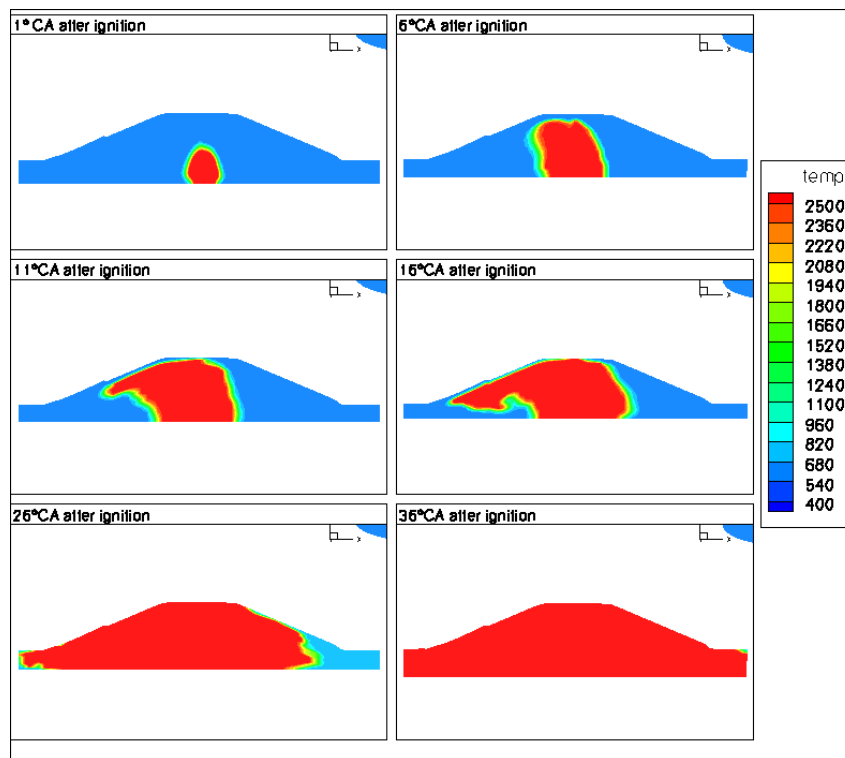 1°CA after ignition
6°CA after ignition
x
x
11°CA after ignition
16°CA after ignition
x
x
26°CA after ignition
36°CA after ignition
x
x
temp
2500
2360
2220
2080
1940
1800
1660
1520
1380
1240
1100
960
820
680
540
400